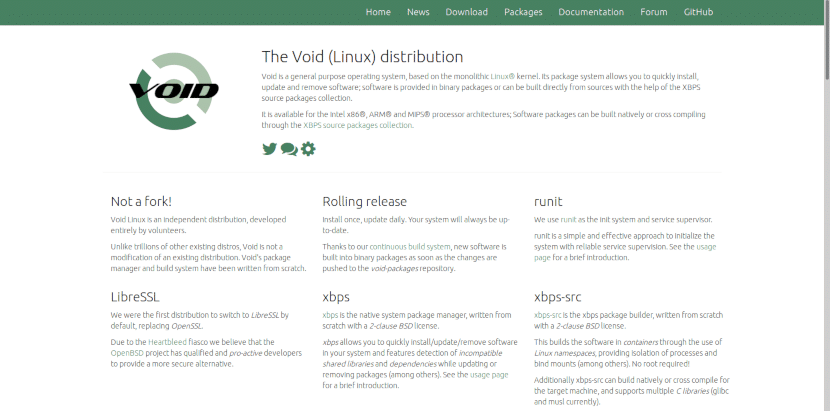 Home News Download Packages Documentation Forum GitHub
VOID
The Void (Linux) distribution
Void is a general purpose operating system, based on the monolithic Linux® kernel. Its package system allows you to quickly install,
update and remove software; software is provided in binary packages or can be built directly from sources with the help of the XBPS
source packages collection.
It is available for the Intel x86®, ARM® and MIPS® processor architectures; Software packages can be built natively or cross compiling
through the XBPS source packages collection.
Not a fork!
Void Linux is an independent distribution, developed
entirely by volunteers.
Unlike trillions of other existing distros, Void is not a
modification of an existing distribution. Void's package
manager and build system have been written from scratch.
Rolling release
Install once, update daily. Your system will always be up-
to-date.
Thanks to our continuous build system, new software is
built into binary packages as soon as the changes are
pushed to the void-packages repository.
runit
We use runit as the init system and service supervisor.
runit is a simple and effective approach to initialize the
system with reliable service supervision. See the usage
page for a brief introduction.
LibreSSL
We were the first distribution to switch to LibreSSL by
default, replacing OpenSSL.
Due to the Heartbleed fiasco we believe that the
OpenBSD project has qualified and pro-active developers
to provide a more secure alternative.
xbps
xbps is the native system package manager, written from
scratch with a 2-clause BSD license.
xbps allows you to quickly install/update/remove software
in your system and features detection of incompatible
shared libraries and dependencies while updating or
removing packages (among others). See the usage page
for a brief introduction.
xbps-src
xbps-src is the xbps package builder, written from scratch
with a 2-clause BSD license.
This builds the software in containers through the use of
Linux namespaces, providing isolation of processes and
bind mounts (among others). No root required!
Additionally xbps-src can build natively or cross compile for
the target machine, and supports multiple C libraries (glibc
and musl currently).